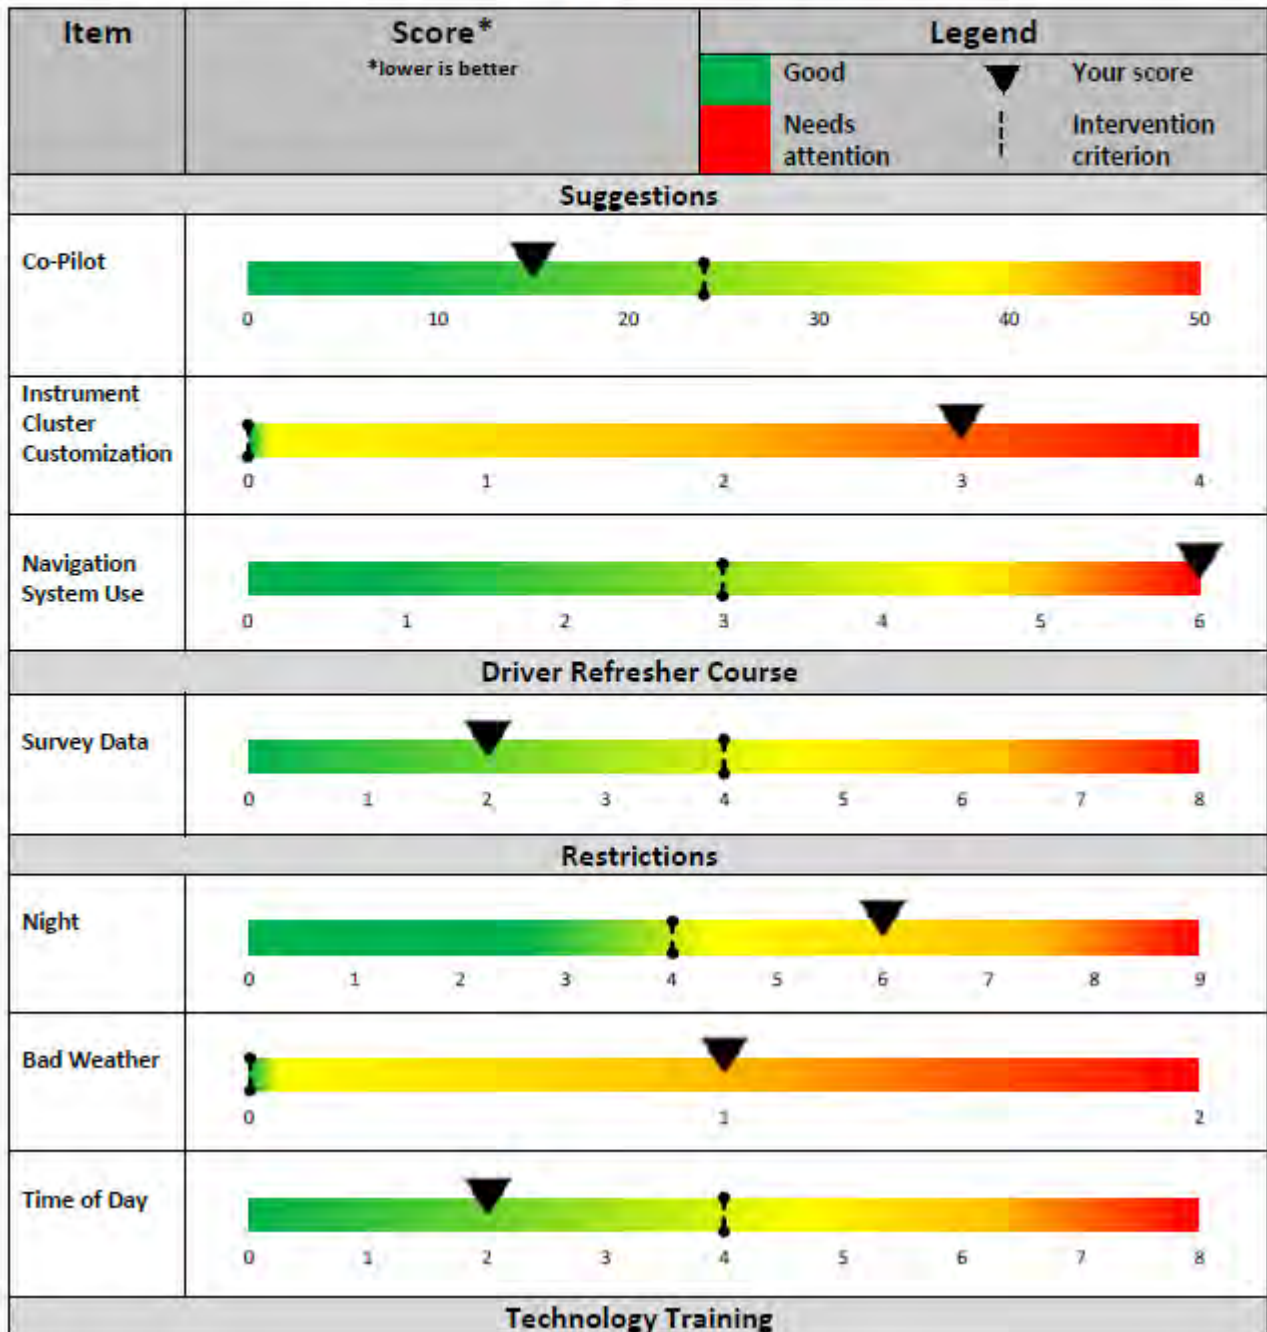 Item
Score*
*lower is better
Legend
Good
Your score
Needs
attention
Intervention
criterion
Suggestions
Co-Pilot
0 10 20 30 40 50
Instrument
Cluster
Customization
0 1 2 3 4
Navigation
System Use
0 1 2 3 4 5 6
Driver Refresher Course
Survey Data
0 1 2 3 4 5 6 7 8
Restrictions
Night
0 1 2 3 4 5 6 7 8 9
Bad Weather
0 1 2
Time of Day
0 1 2 3 4 5 6 7 8
Technology Training